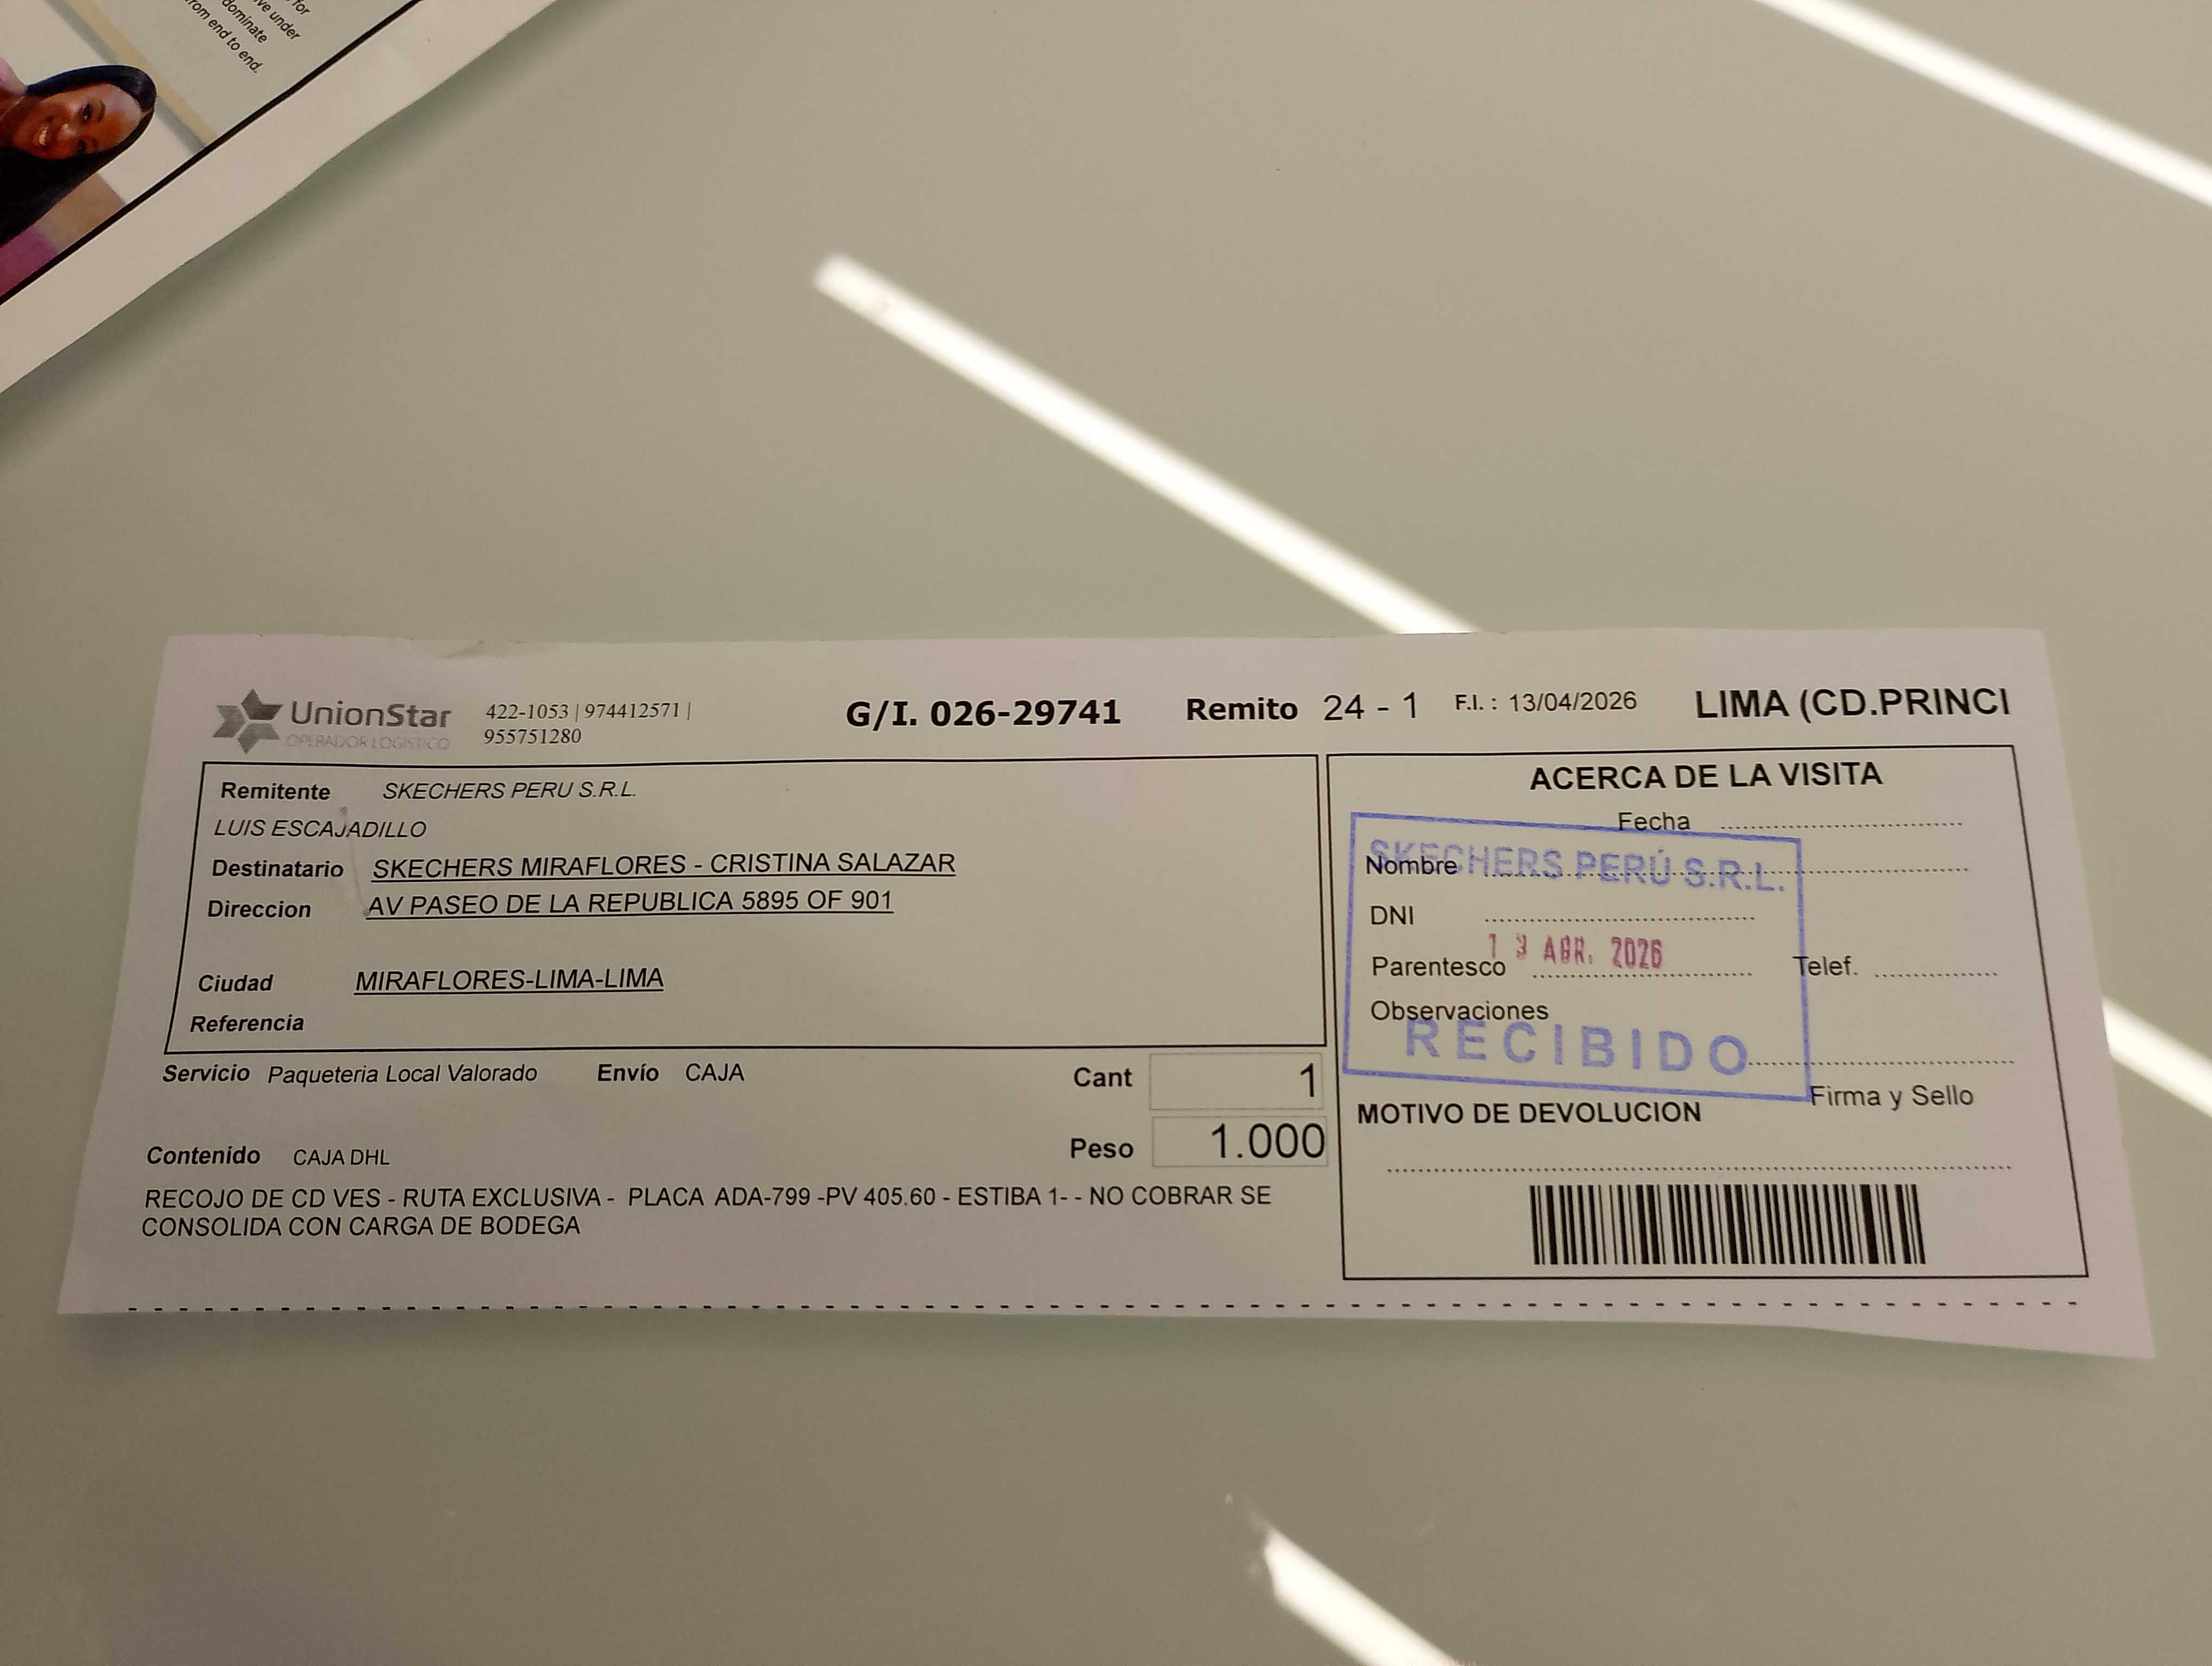 for
ve under
dominate
from end to end.
UnionStar
OPERADOR LOGISTICO
422-1053 | 974412571 |
955751280
G/I. 026-29741
Remito 24 - 1
F.I. : 13/04/2026
LIMA (CD.PRINCI
Remitente SKECHERS PERU S.R.L.
LUIS ESCAJADILLO
Destinatario SKECHERS MIRAFLORES - CRISTINA SALAZAR
Direccion AV PASEO DE LA REPUBLICA 5895 OF 901
Ciudad MIRAFLORES-LIMA-LIMA
Referencia
Servicio Paqueteria Local Valorado Envío CAJA
Cant 1
Peso 1.000
Contenido CAJA DHL
RECOJO DE CD VES - RUTA EXCLUSIVA - PLACA ADA-799 -PV 405.60 - ESTIBA 1- - NO COBRAR SE
CONSOLIDA CON CARGA DE BODEGA
ACERCA DE LA VISITA
Fecha
SKECHERS PERÚ S.R.L.
Nombre
DNI
13 ABR. 2026
Parentesco
Telef.
Observaciones
RECIBIDO
Firma y Sello
MOTIVO DE DEVOLUCION